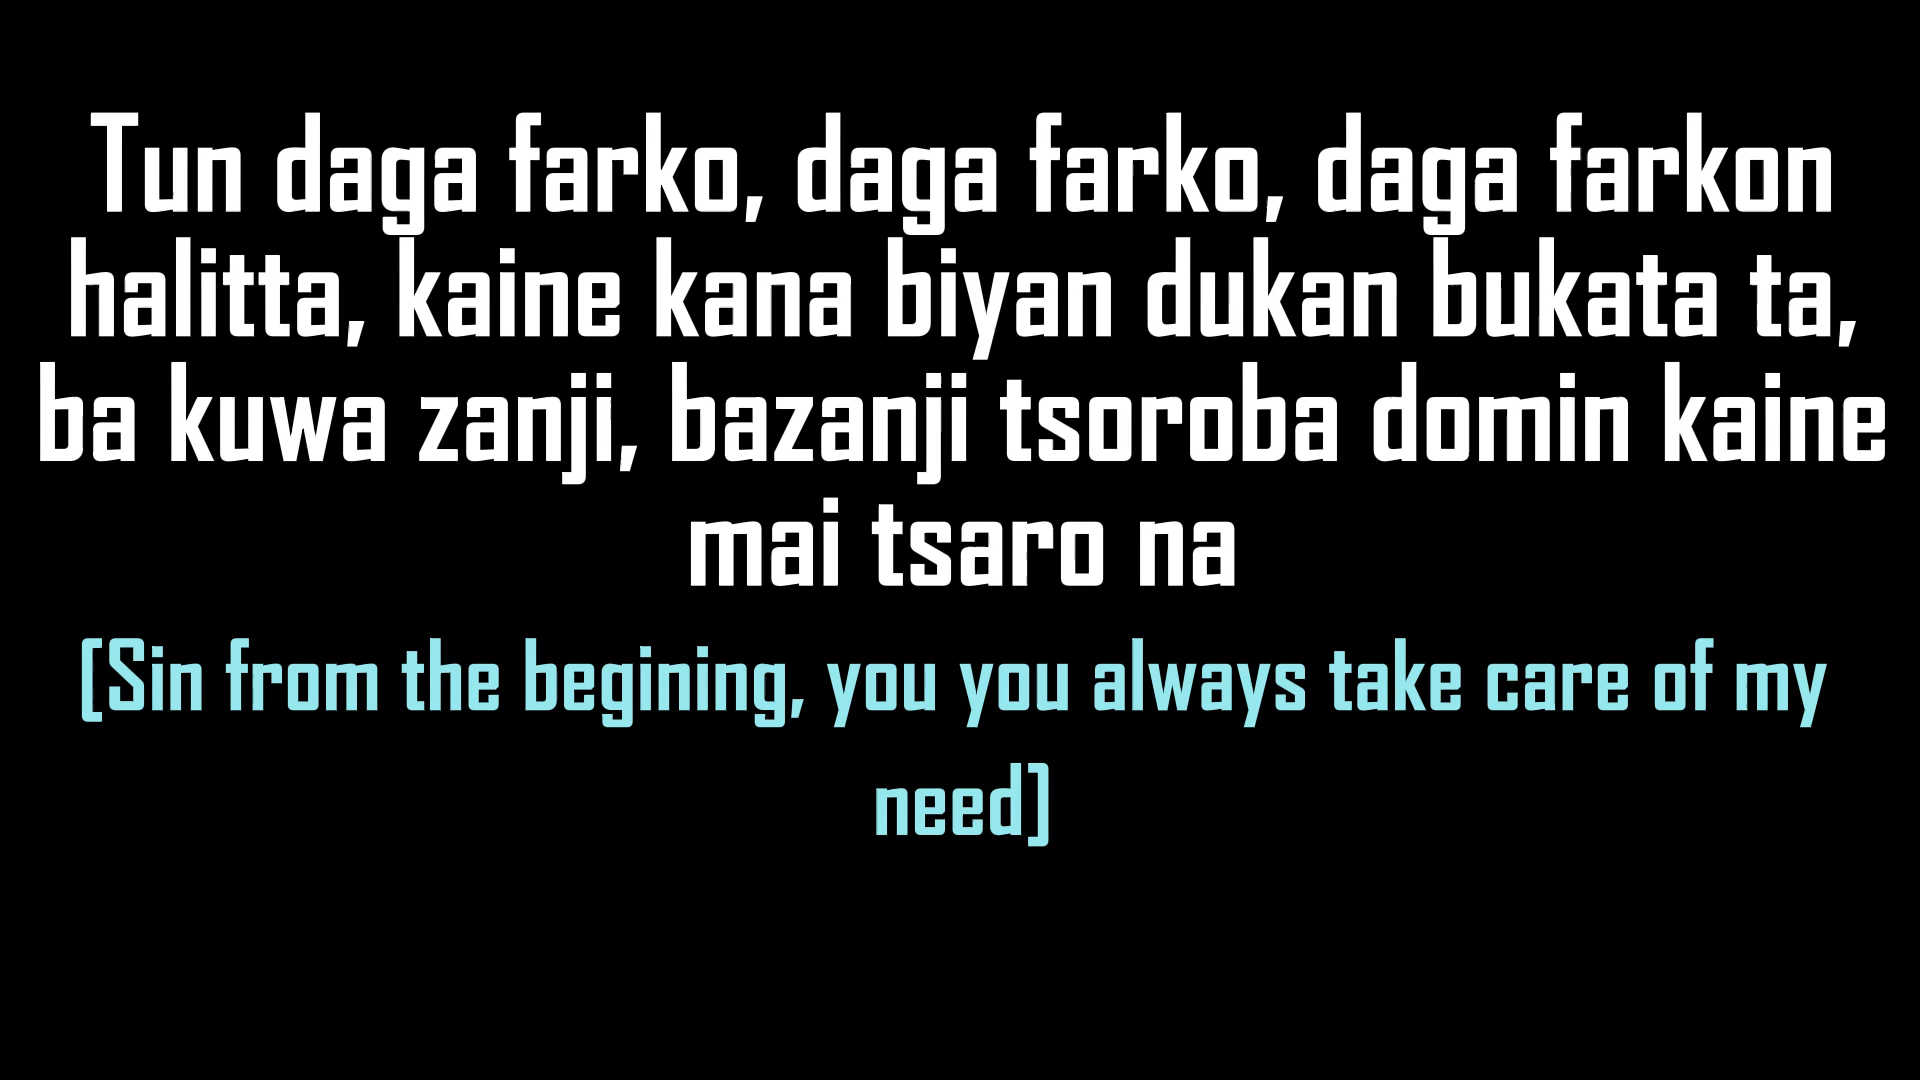 Tun daga farko, daga farko, daga farkon
halitta, kaine kana biyan dukan bukata ta,
ba kuwa zanji, bazanji tsoroba domin kaine
mai tsaro na
[Sin from the begining, you you always take care of my
need]